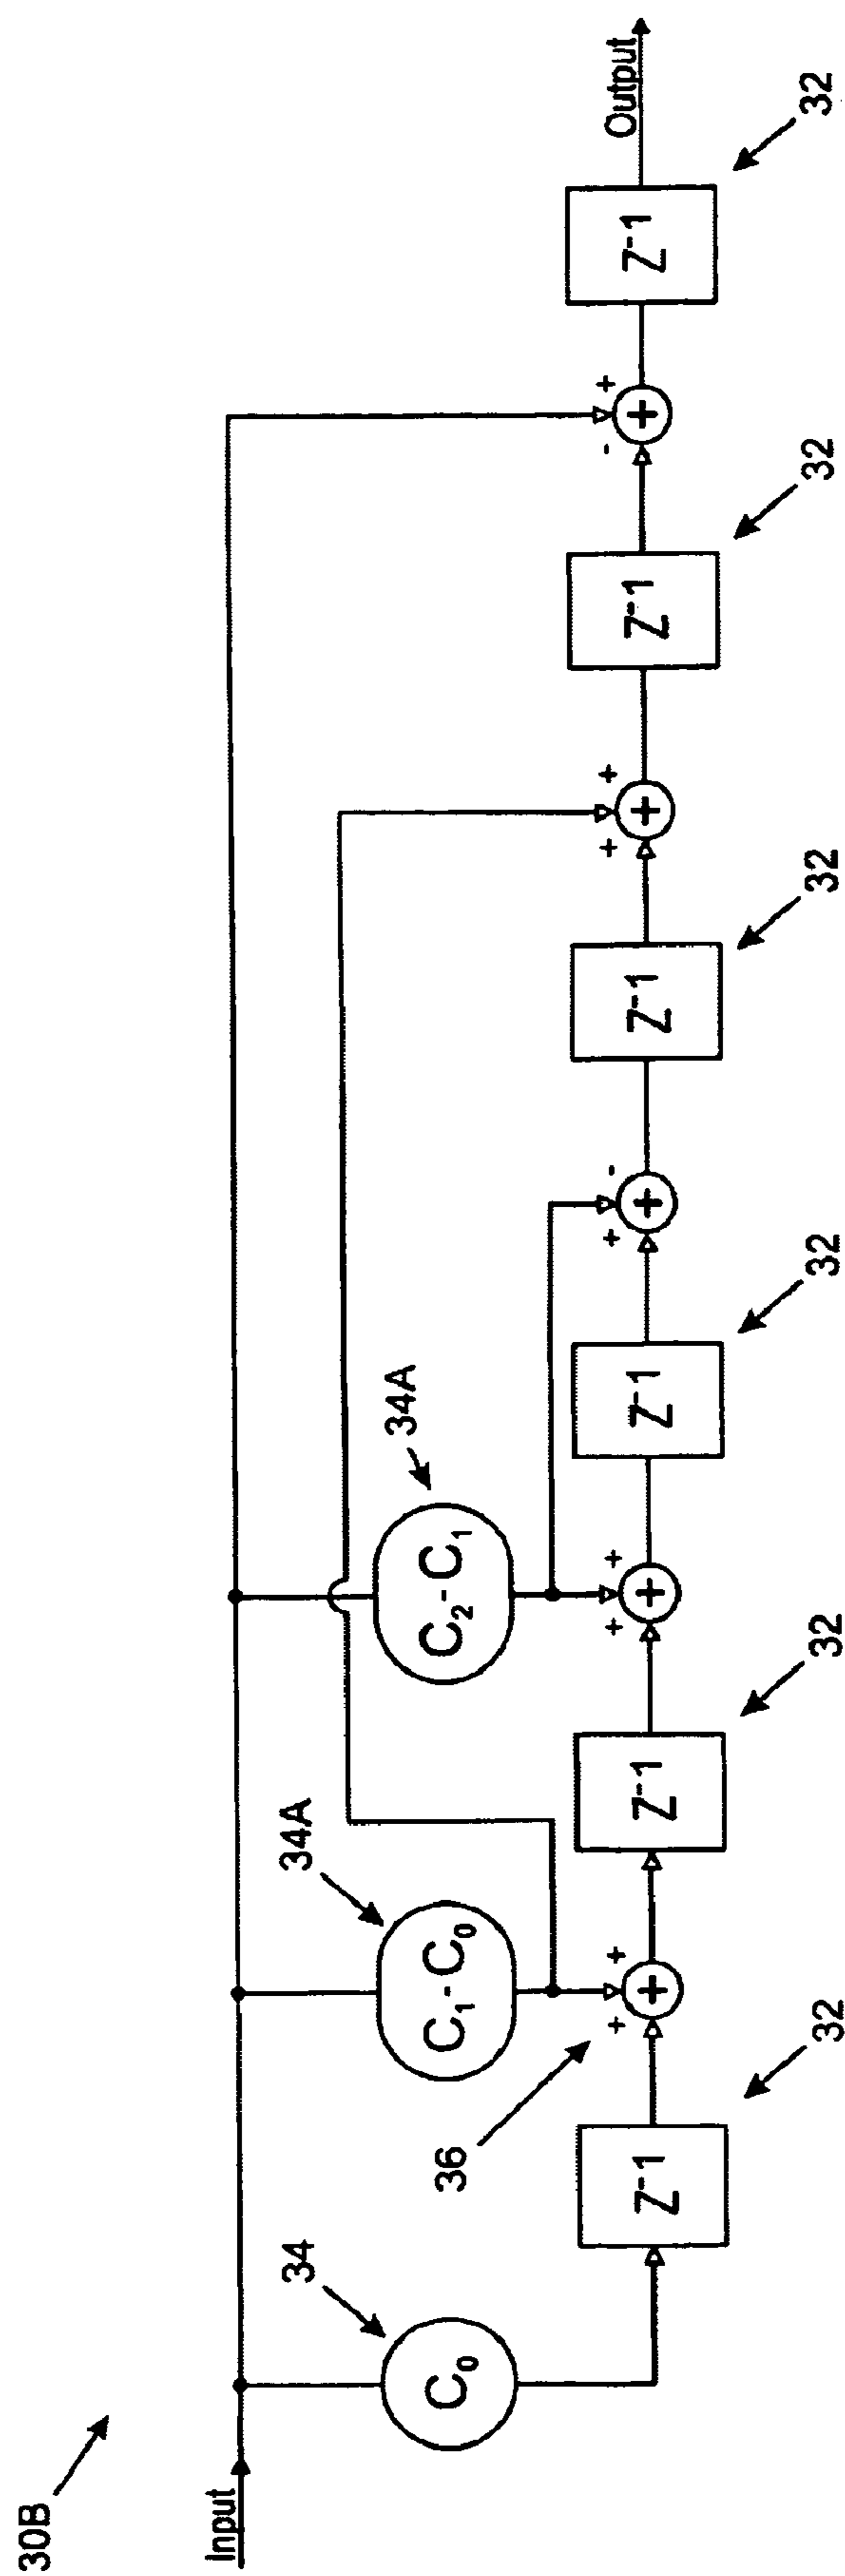 30B
Input
Output
34
C₀
34A
C₁-C₀
34A
C₂-C₁
36
+
+
+
+
+
+
+
-
+
+
+
+
-
+
+
Z⁻¹
Z⁻¹
Z⁻¹
Z⁻¹
Z⁻¹
Z⁻¹
32
32
32
32
32
32